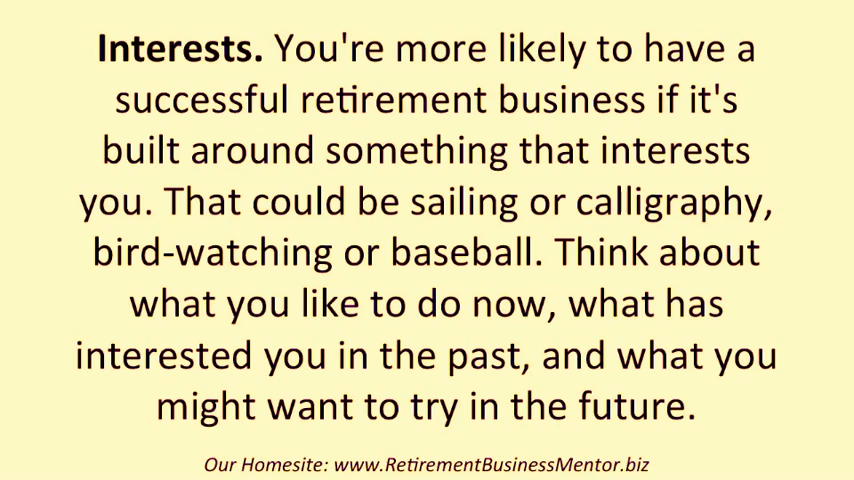 Interests. You're more likely to have a
successful retirement business if it's
built around something that interests
you. That could be sailing or calligraphy,
bird-watching or baseball. Think about
what you like to do now, what has
interested you in the past, and what you
might want to try in the future.
Our Homesite: www.RetirementBusinessMentor.biz